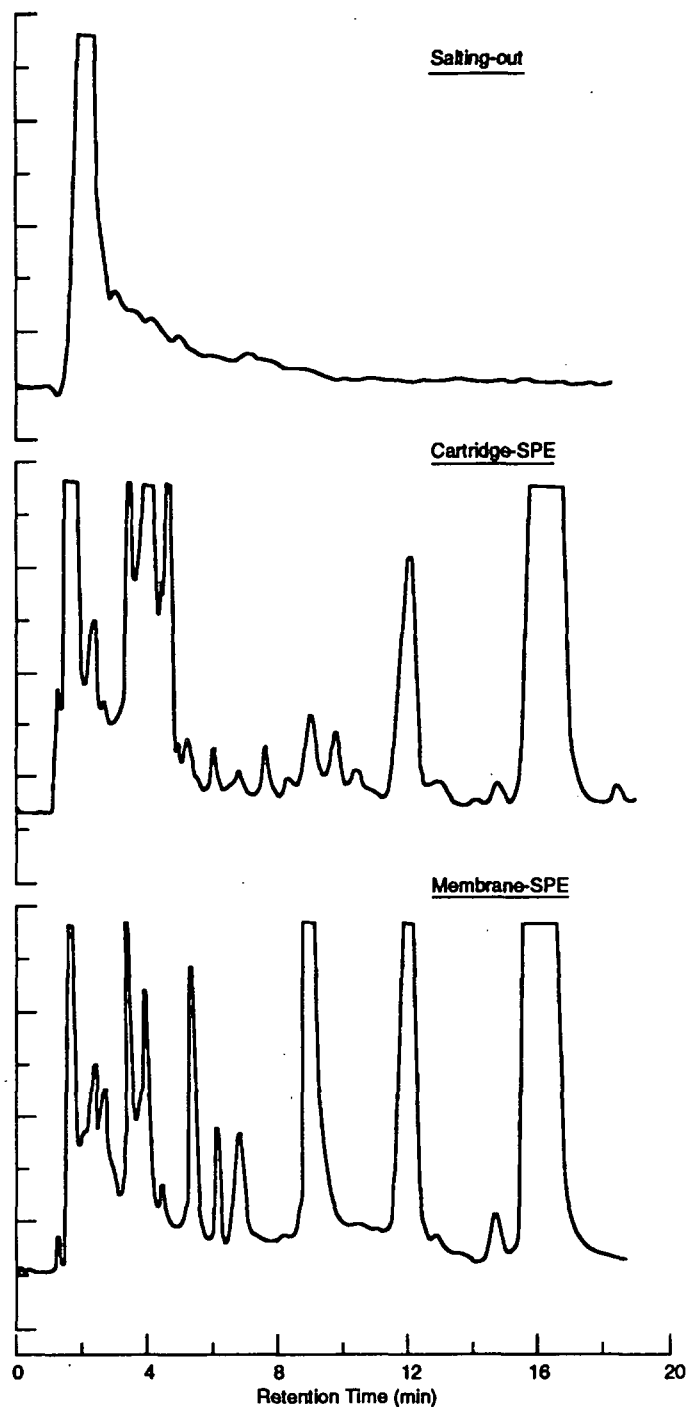 Salting-out
Cartridge-SPE
Membrane-SPE
0 4 8 12 16 20
Retention Time (min)